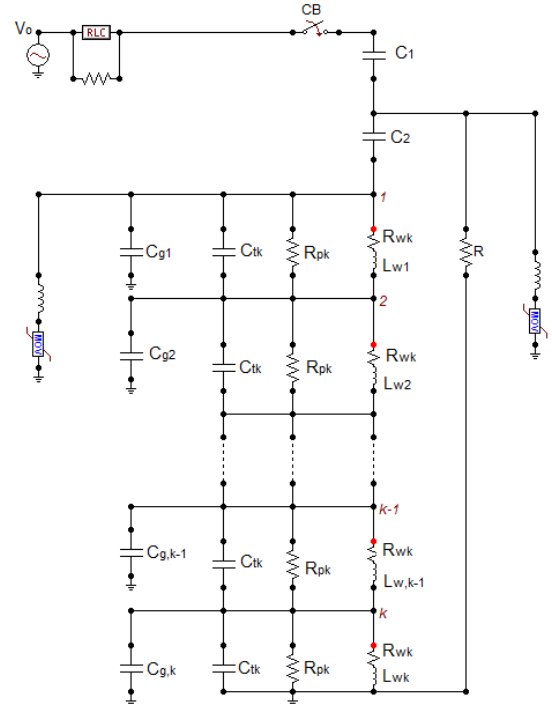 CB
Vo
RLC
C1
C2
1
Cg1
Ctk
Rpk
Rwk
Lw1
R
MOV
MOV
2
Cg2
Ctk
Rpk
Rwk
Lw2
k-1
Cg,k-1
Ctk
Rpk
Rwk
Lw,k-1
k
Cg,k
Ctk
Rpk
Rwk
Lwk